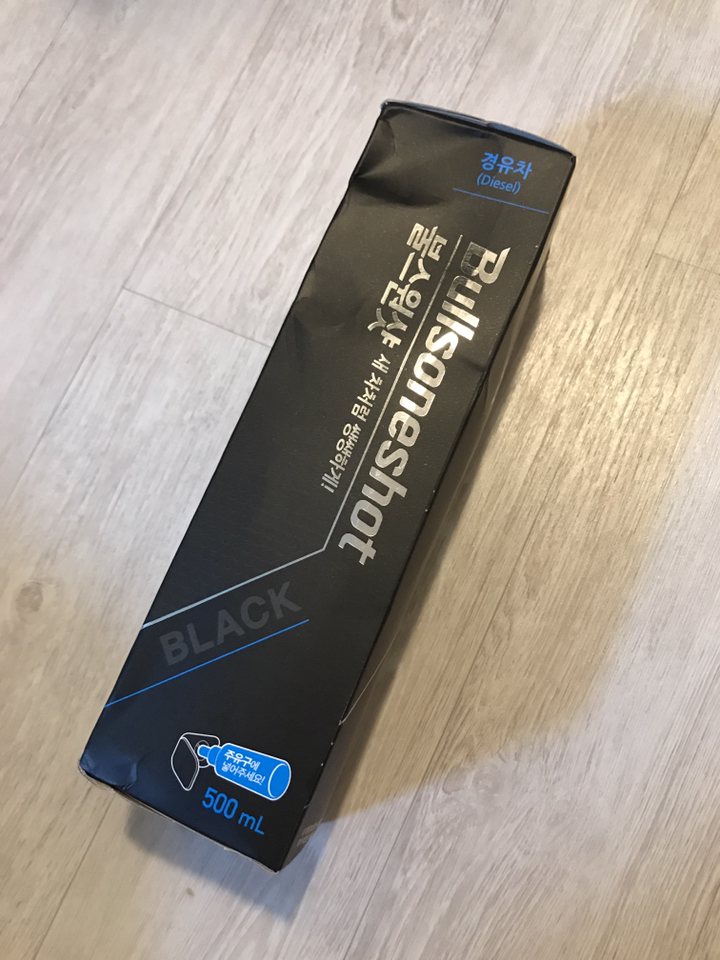 경유차
(Diesel)
Bullsoneshot
불스원샷 새 차처럼 쌩쌩하게!
BLACK
주유구에
넣어주세요!
500 mL